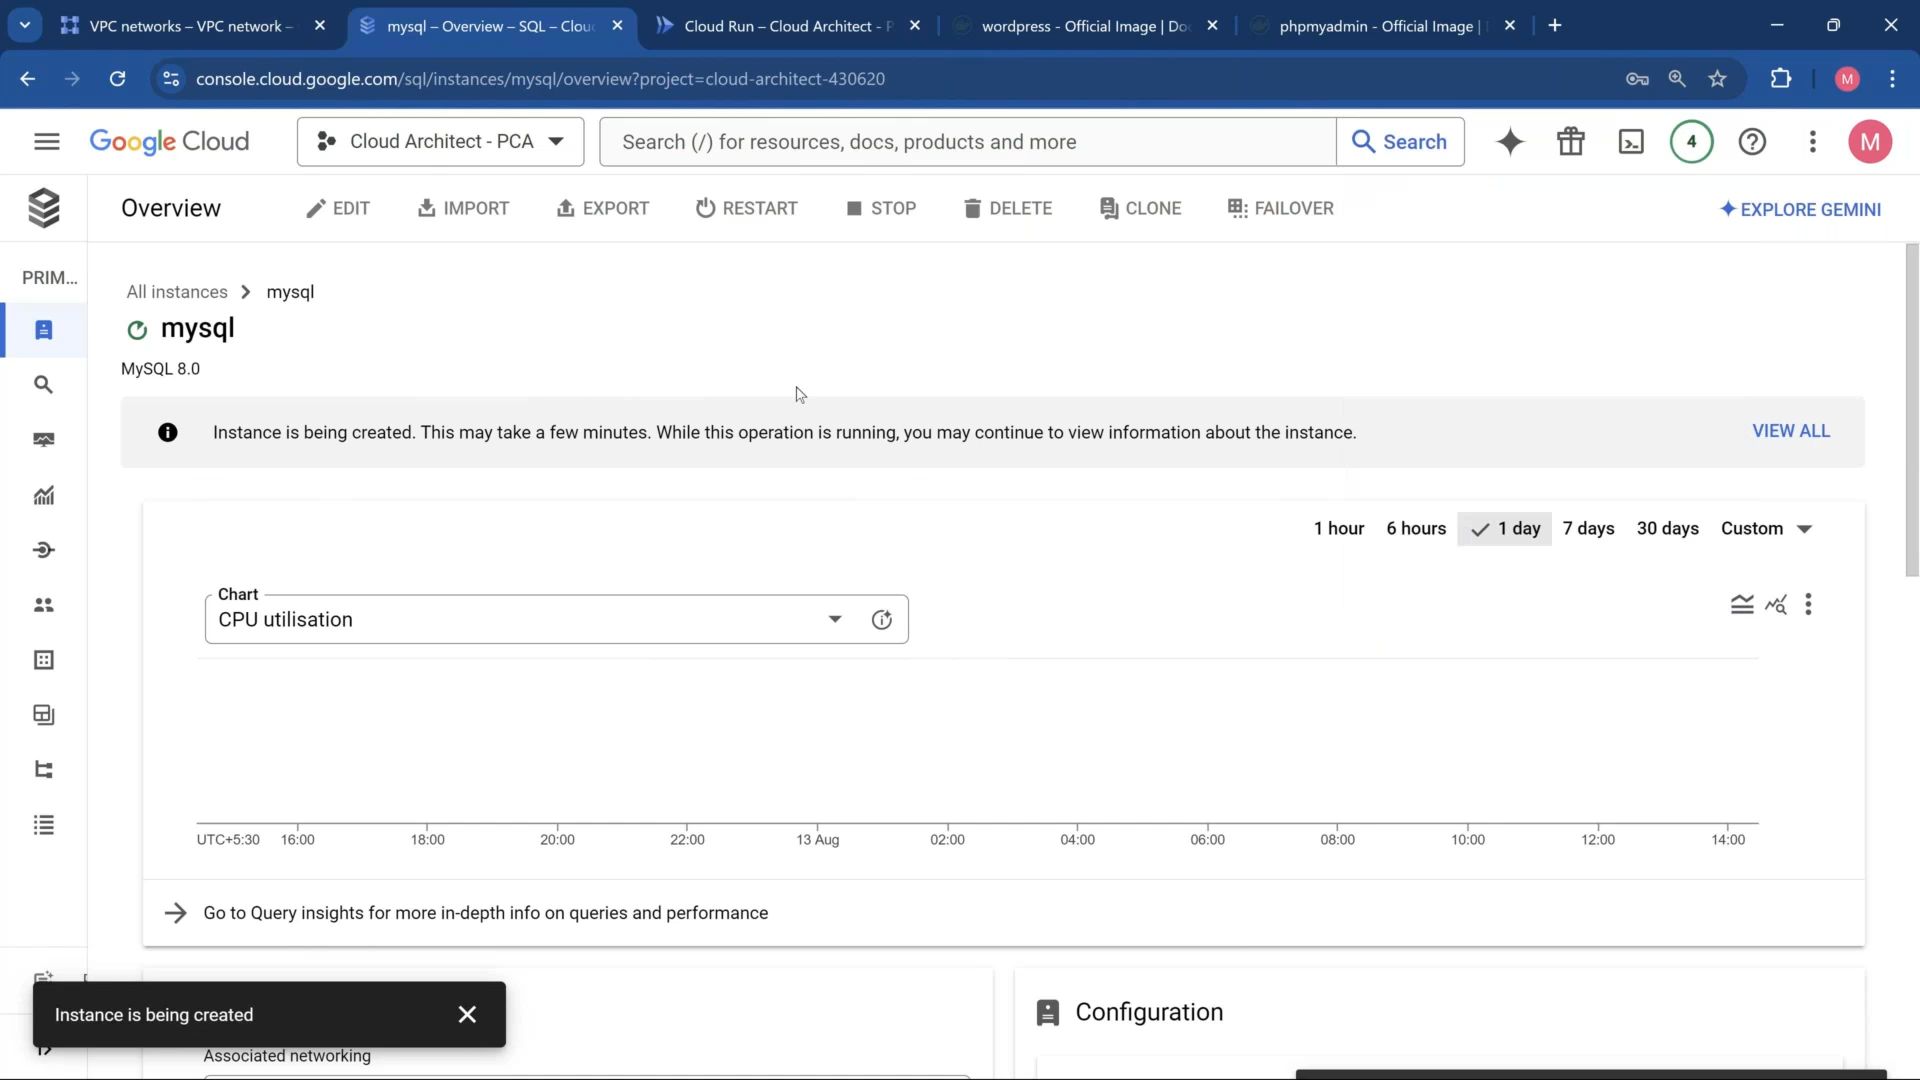 VPC networks – VPC network –
mysql – Overview – SQL – Clou
Cloud Run – Cloud Architect - P
wordpress - Official Image | Do
phpmyadmin - Official Image |
console.cloud.google.com/sql/instances/mysql/overview?project=cloud-architect-430620
M
Google Cloud
Cloud Architect - PCA
Search (/) for resources, docs, products and more
Search
4
M
Overview
EDIT
IMPORT
EXPORT
RESTART
STOP
DELETE
CLONE
FAILOVER
EXPLORE GEMINI
PRIM...
All instances > mysql
mysql
MySQL 8.0
Instance is being created. This may take a few minutes. While this operation is running, you may continue to view information about the instance.
VIEW ALL
1 hour
6 hours
1 day
7 days
30 days
Custom
Chart
CPU utilisation
UTC+5:30
16:00
18:00
20:00
22:00
13 Aug
02:00
04:00
06:00
08:00
10:00
12:00
14:00
Go to Query insights for more in-depth info on queries and performance
Instance is being created
Configuration
Associated networking